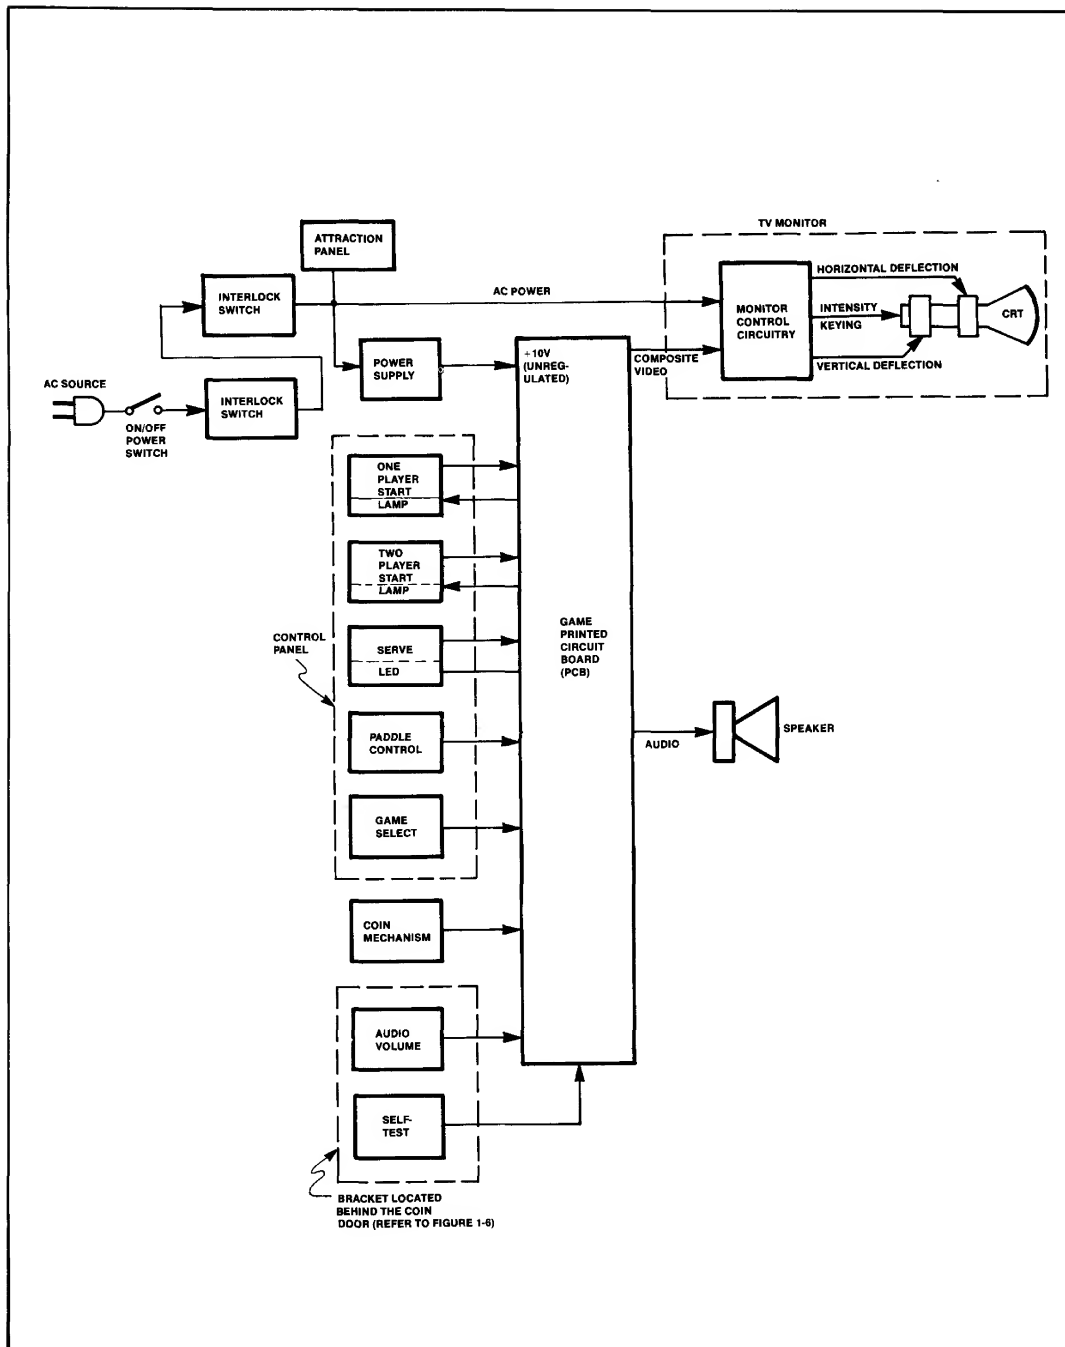 TV MONITOR
ATTRACTION
PANEL
HORIZONTAL DEFLECTION
INTERLOCK
SWITCH
AC POWER
MONITOR
CONTROL
CIRCUITRY
INTENSITY
KEYING
CRT
VERTICAL DEFLECTION
COMPOSITE
VIDEO
+10V
(UNREG-
ULATED)
POWER
SUPPLY
AC SOURCE
INTERLOCK
SWITCH
ON/OFF
POWER
SWITCH
ONE
PLAYER
START
LAMP
TWO
PLAYER
START
LAMP
CONTROL
PANEL
SERVE
LED
GAME
PRINTED
CIRCUIT
BOARD
(PCB)
PADDLE
CONTROL
AUDIO
SPEAKER
GAME
SELECT
COIN
MECHANISM
AUDIO
VOLUME
SELF-
TEST
BRACKET LOCATED
BEHIND THE COIN
DOOR (REFER TO FIGURE 1-6)